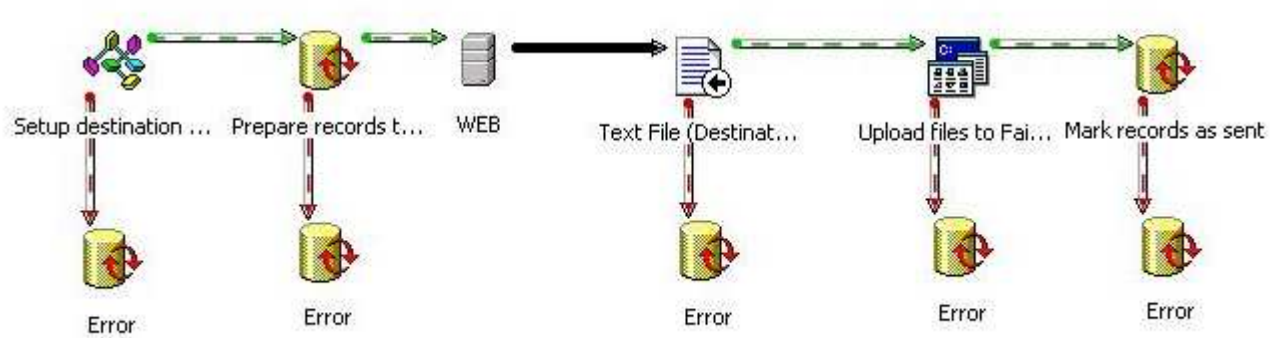 Setup destination ...
Prepare records t...
WEB
Text File (Destinat...
Upload files to Fai...
Mark records as sent
Error
Error
Error
Error
Error